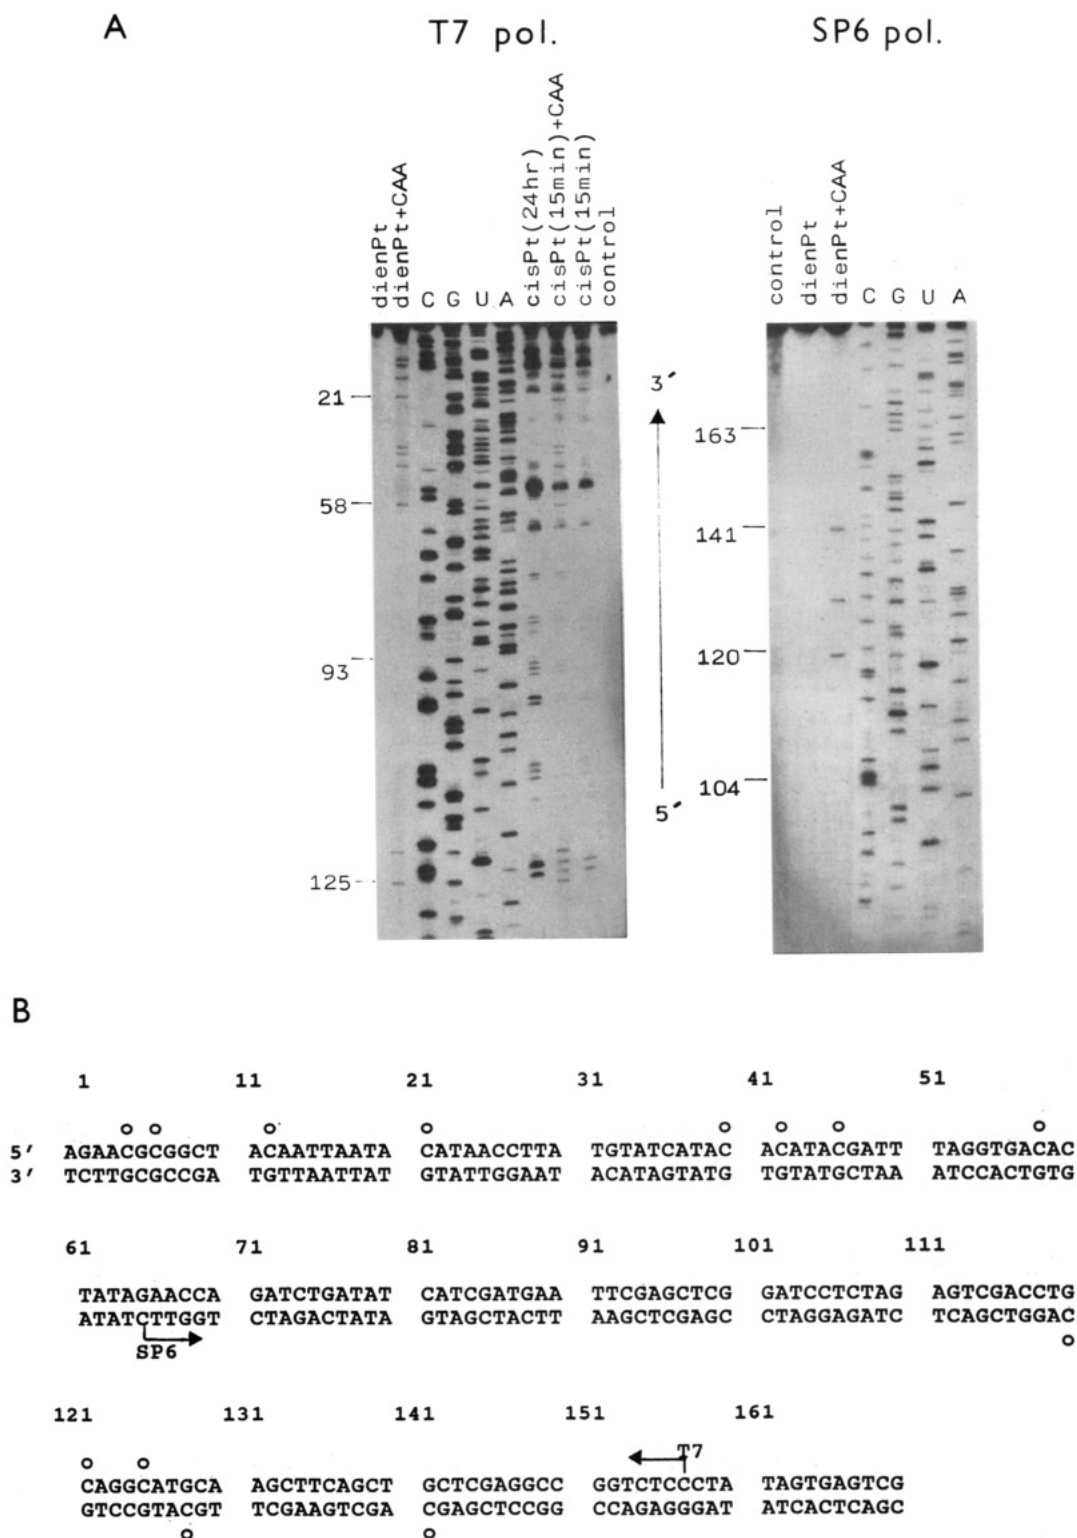 A
T7 pol.
SP6 pol.
dienPt
dienPt+CAA
C
G
U
A
cisPt(24hr)
cisPt(15min)+CAA
cisPt(15min)
control
control
dienPt
dienPt+CAA
C
G
U
A
21
58
93
125
3′
5′
163
141
120
104
B
1 11 21 31 41 51
5′ AGAACGCGGCT ACAATTAATA CATAACCTTA TGTATCATAC ACATACGATT TAGGTGACAC
3′ TCTTGCGCCGA TGTTAATTAT GTATTGGAAT ACATAGTATG TGTATGCTAA ATCCACTGTG
61 71 81 91 101 111
TATAGAACCA GATCTGATAT CATCGATGAA TTCGAGCTCG GATCCTCTAG AGTCGACCTG
ATATCTTGGT CTAGACTATA GTAGCTACTT AAGCTCGAGC CTAGGAGATC TCAGCTGGAC
SP6
121 131 141 151 161
T7
CAGGCATGCA AGCTTCAGCT GCTCGAGGCC GGTCTCCCTA TAGTGAGTCG
GTCCGTACGT TCGAAGTCGA CGAGCTCCGG CCAGAGGGAT ATCACTCAGC